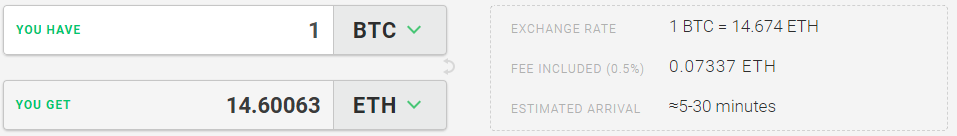 YOU HAVE 1 BTC
YOU GET 14.60063 ETH
EXCHANGE RATE 1 BTC = 14.674 ETH
FEE INCLUDED (0.5%) 0.07337 ETH
ESTIMATED ARRIVAL ≈5-30 minutes